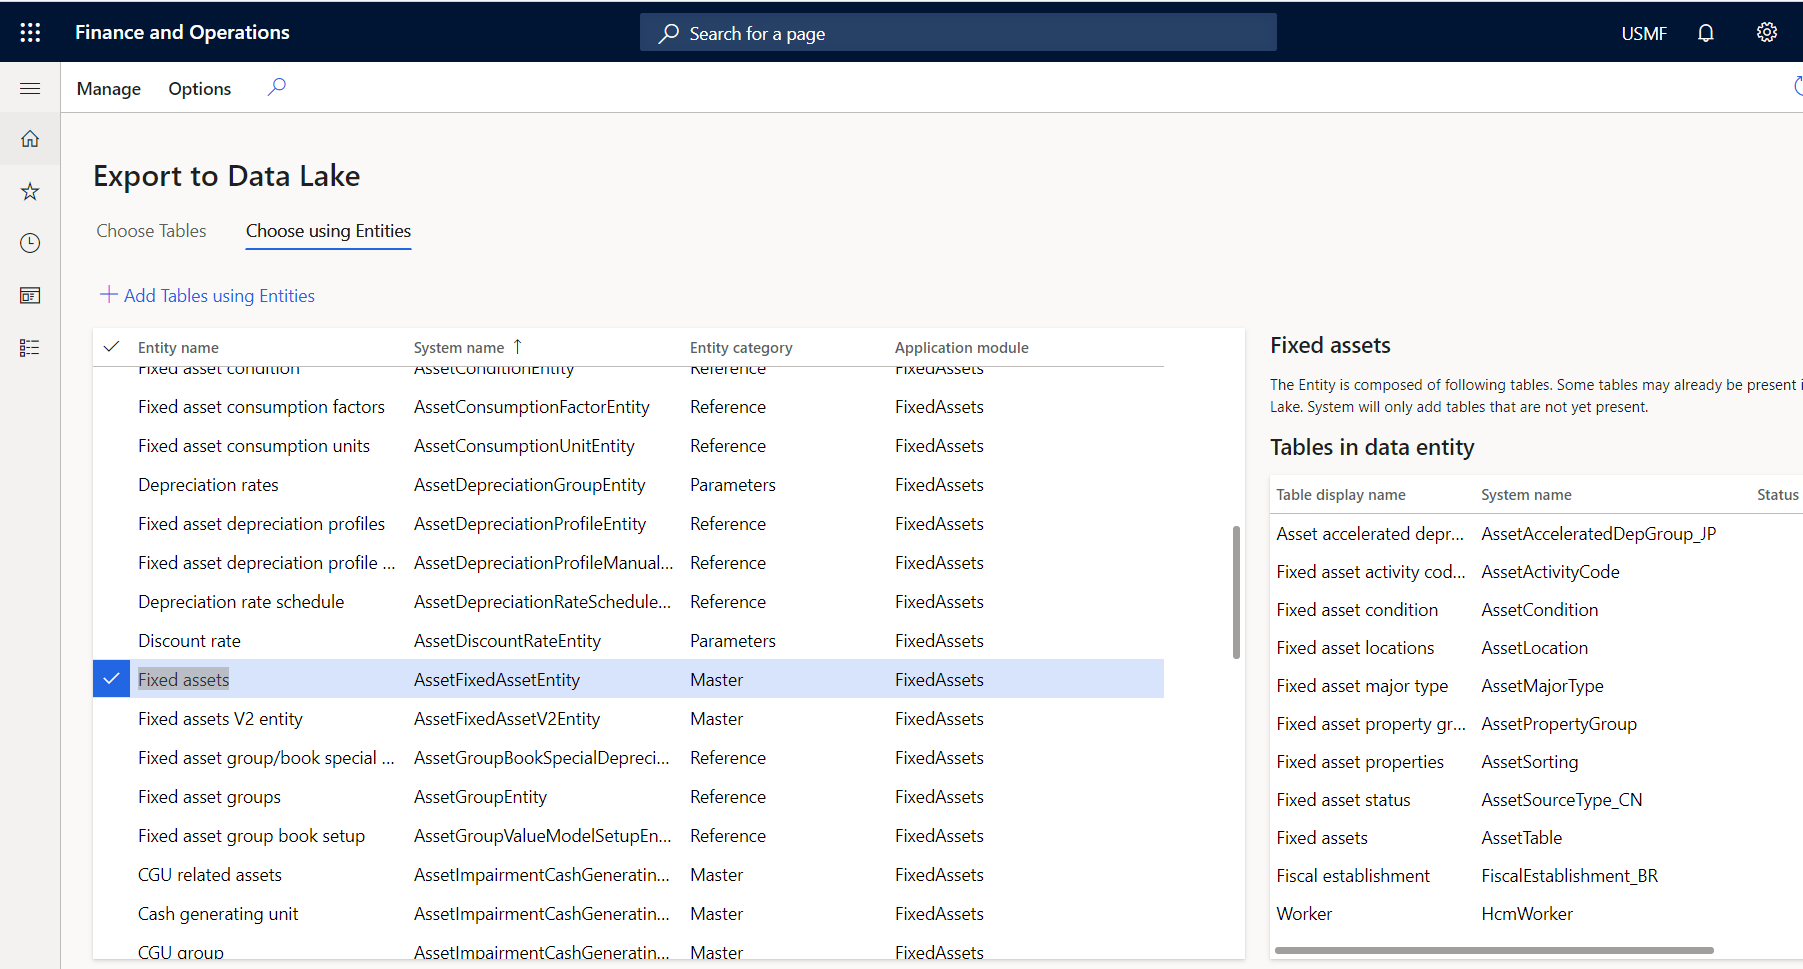 Finance and Operations
Search for a page
USMF
Manage
Options
Export to Data Lake
Choose Tables
Choose using Entities
Add Tables using Entities
Entity name System name Entity category Application module
Fixed asset condition AssetConditionEntity Reference FixedAssets
Fixed asset consumption factors AssetConsumptionFactorEntity Reference FixedAssets
Fixed asset consumption units AssetConsumptionUnitEntity Reference FixedAssets
Depreciation rates AssetDepreciationGroupEntity Parameters FixedAssets
Fixed asset depreciation profiles AssetDepreciationProfileEntity Reference FixedAssets
Fixed asset depreciation profile ... AssetDepreciationProfileManual... Reference FixedAssets
Depreciation rate schedule AssetDepreciationRateSchedule... Reference FixedAssets
Discount rate AssetDiscountRateEntity Parameters FixedAssets
Fixed assets AssetFixedAssetEntity Master FixedAssets
Fixed assets V2 entity AssetFixedAssetV2Entity Master FixedAssets
Fixed asset group/book special ... AssetGroupBookSpecialDepreci... Reference FixedAssets
Fixed asset groups AssetGroupEntity Reference FixedAssets
Fixed asset group book setup AssetGroupValueModelSetupEn... Reference FixedAssets
CGU related assets AssetImpairmentCashGeneratin... Master FixedAssets
Cash generating unit AssetImpairmentCashGeneratin... Master FixedAssets
CGU group AssetImpairmentCashGeneratin... Master FixedAssets
Fixed assets
The Entity is composed of following tables. Some tables may already be present i
Lake. System will only add tables that are not yet present.
Tables in data entity
Table display name System name Status
Asset accelerated depr... AssetAcceleratedDepGroup_JP
Fixed asset activity cod... AssetActivityCode
Fixed asset condition AssetCondition
Fixed asset locations AssetLocation
Fixed asset major type AssetMajorType
Fixed asset property gr... AssetPropertyGroup
Fixed asset properties AssetSorting
Fixed asset status AssetSourceType_CN
Fixed assets AssetTable
Fiscal establishment FiscalEstablishment_BR
Worker HcmWorker